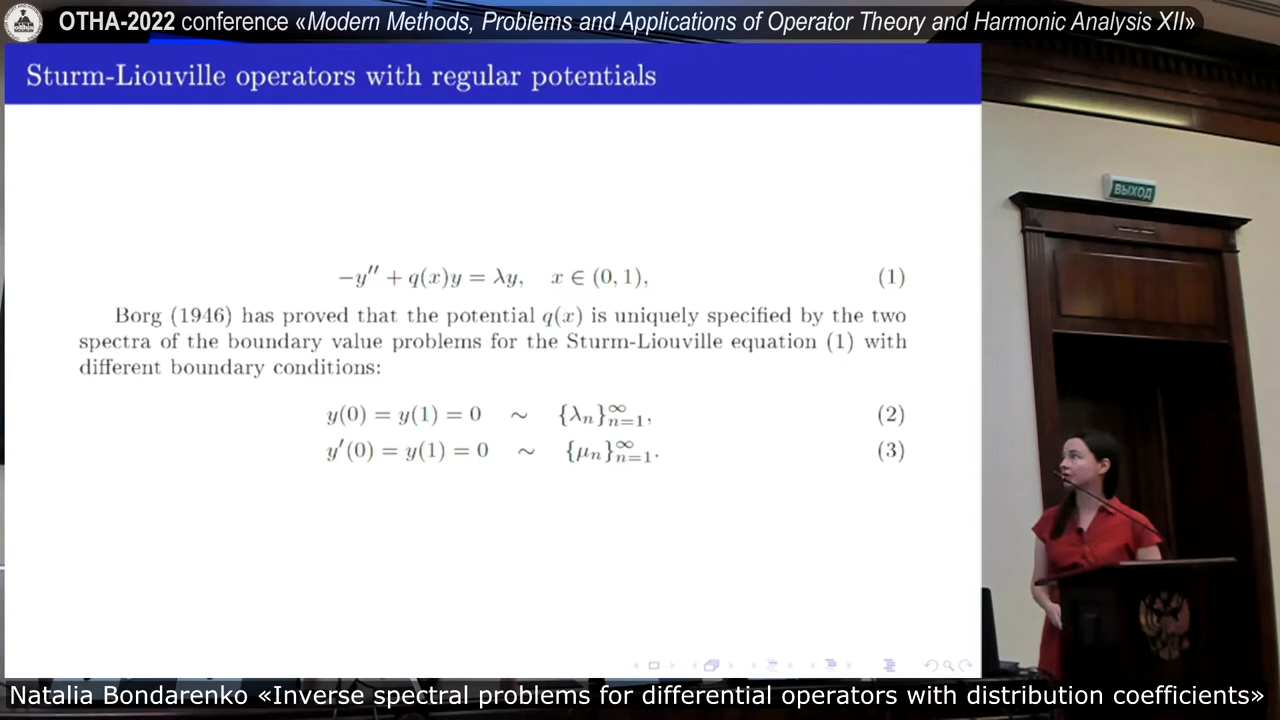 OTHA-2022 conference «Modern Methods, Problems and Applications of Operator Theory and Harmonic Analysis XII»
Sturm-Liouville operators with regular potentials
−y″ + q(x)y = λy, x ∈ (0, 1), (1)
Borg (1946) has proved that the potential q(x) is uniquely specified by the two
spectra of the boundary value problems for the Sturm-Liouville equation (1) with
different boundary conditions:
y(0) = y(1) = 0 ∼ {λₙ}∞ₙ₌₁, (2)
y′(0) = y(1) = 0 ∼ {μₙ}∞ₙ₌₁. (3)
ВЫХОД
Natalia Bondarenko «Inverse spectral problems for differential operators with distribution coefficients»